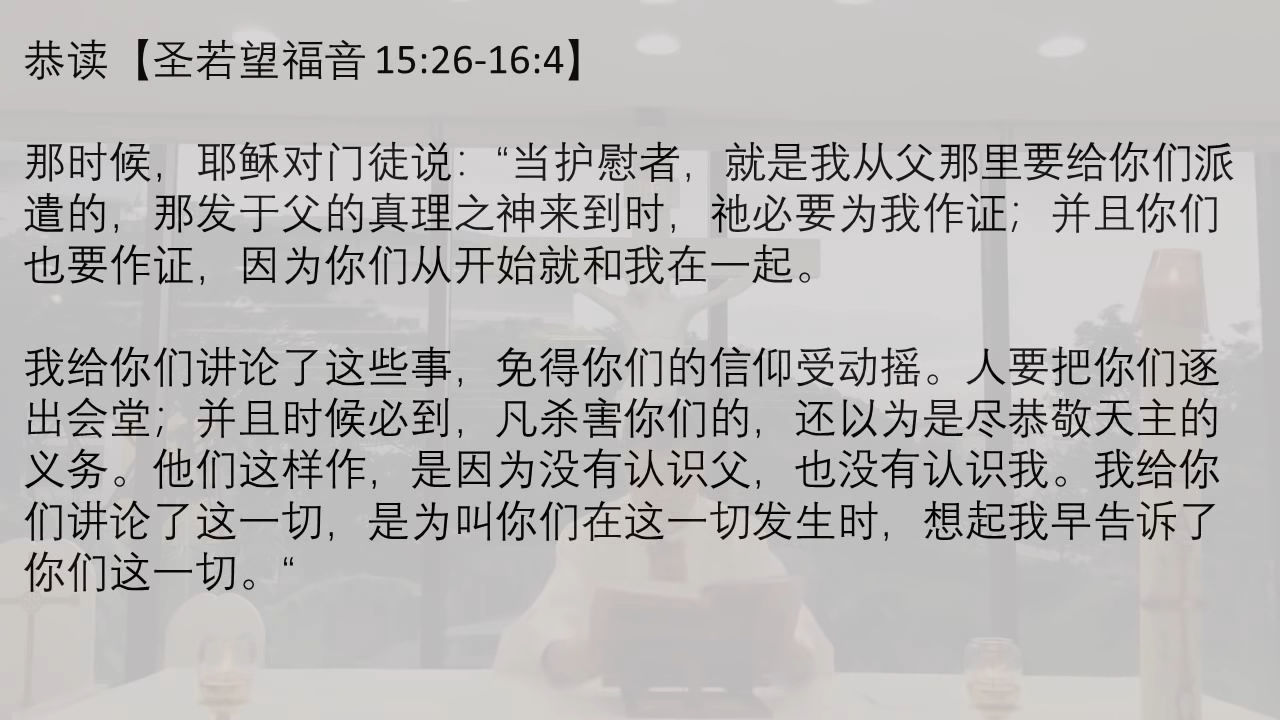 恭读【圣若望福音 15:26-16:4】
那时候，耶稣对门徒说：“当护慰者，就是我从父那里要给你们派
遣的，那发于父的真理之神来到时，祂必要为我作证；并且你们
也要作证，因为你们从开始就和我在一起。
我给你们讲论了这些事，免得你们的信仰受动摇。人要把你们逐
出会堂；并且时候必到，凡杀害你们的，还以为是尽恭敬天主的
义务。他们这样作，是因为没有认识父，也没有认识我。我给你
们讲论了这一切，是为叫你们在这一切发生时，想起我早告诉了
你们这一切。“